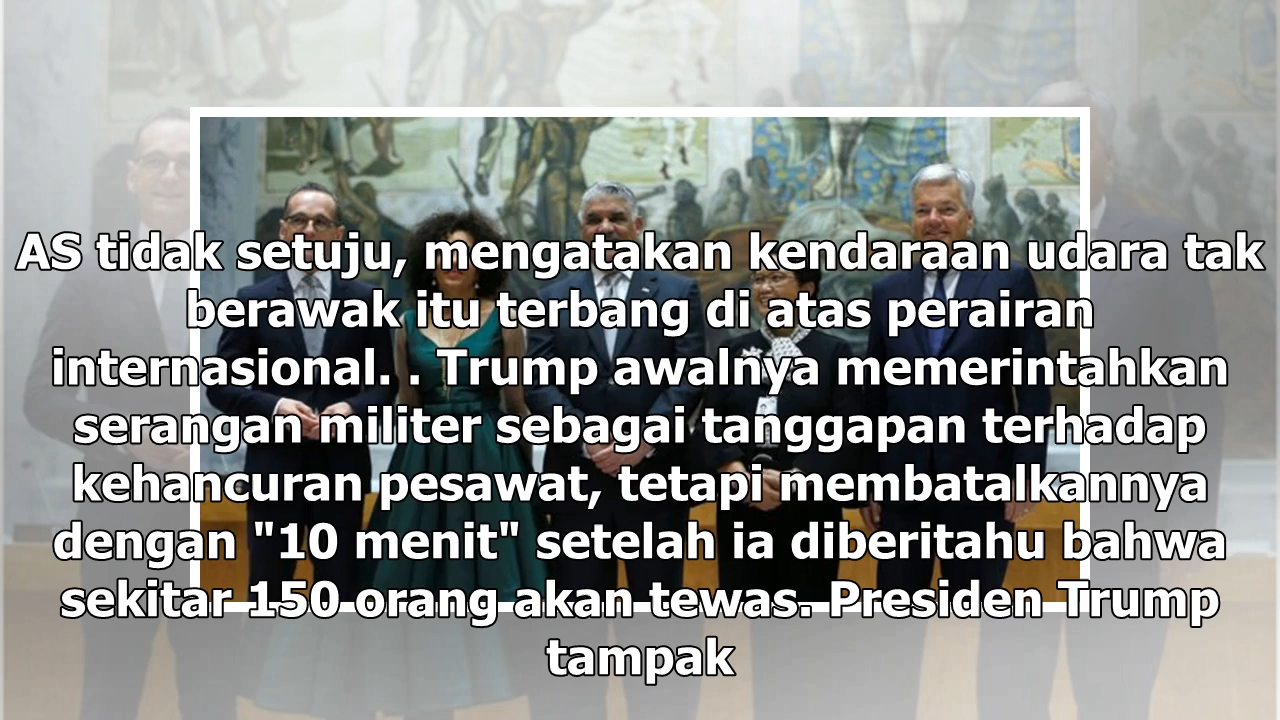 AS tidak setuju, mengatakan kendaraan udara tak
berawak itu terbang di atas perairan
internasional. . Trump awalnya memerintahkan
serangan militer sebagai tanggapan terhadap
kehancuran pesawat, tetapi membatalkannya
dengan "10 menit" setelah ia diberitahu bahwa
sekitar 150 orang akan tewas. Presiden Trump
tampak